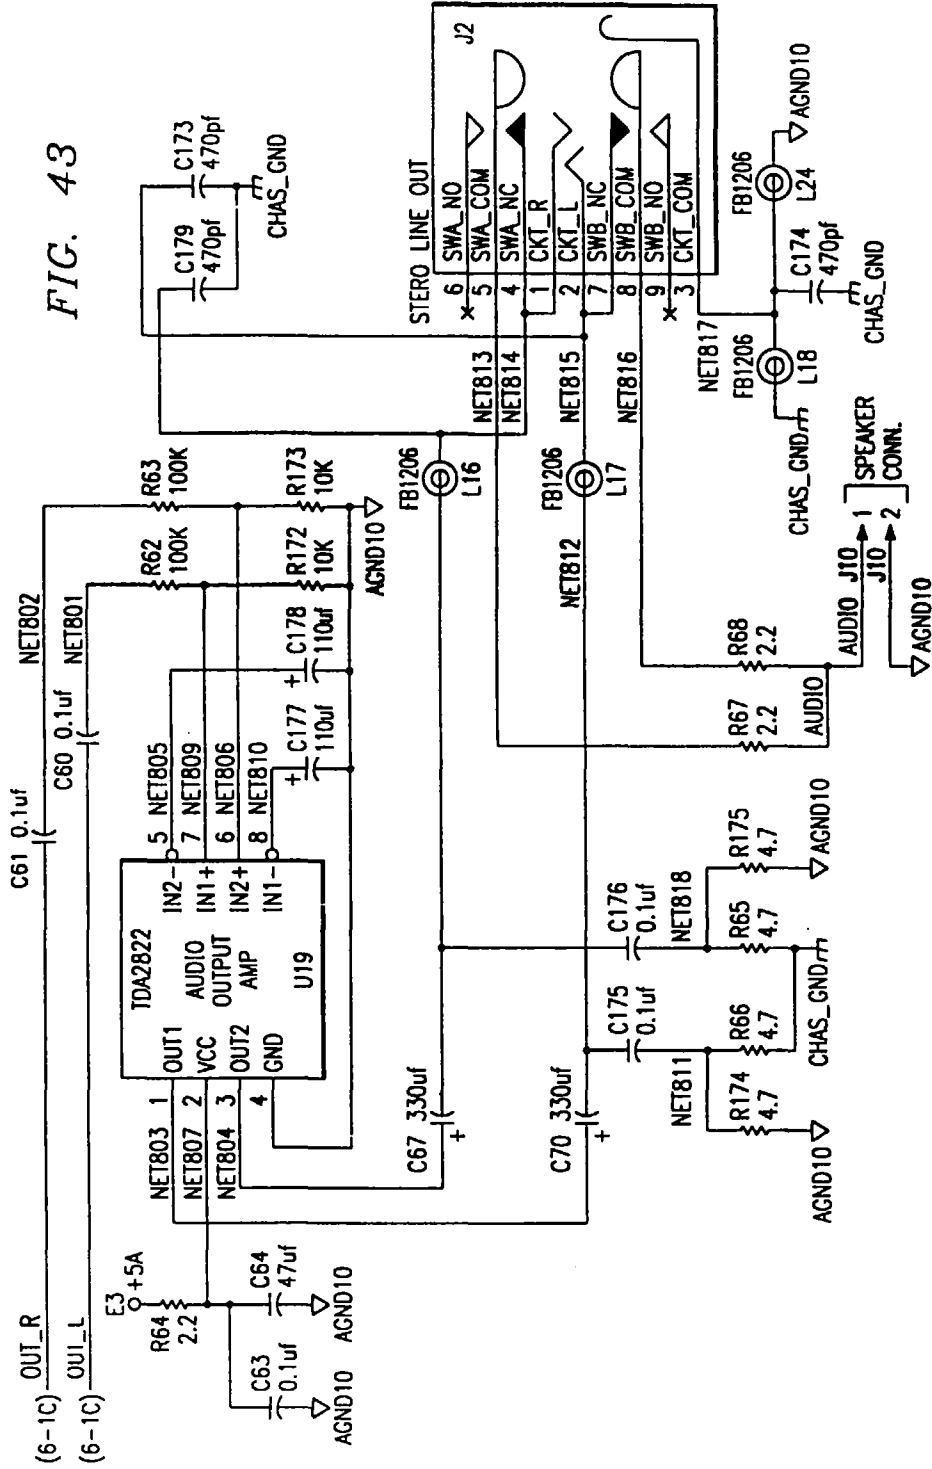 FIG. 43
(6-1C) OUT_R
(6-1C) OUT_L
C61 0.1uf
C60 0.1uf
NET802
NET801
R63
100K
R62
100K
R173
10K
R172
10K
AGND10
C179
470pf
C173
470pf
CHAS_GND
TDA2822
AUDIO
OUTPUT
AMP
U19
OUT1
VCC
OUT2
GND
IN2-
IN1+
IN2+
IN1-
1
2
3
4
5
7
6
8
NET803
NET807
NET804
NET805
NET809
NET806
NET810
+
C177
110uf
+
C178
110uf
E3
+5A
R64
2.2
C63
0.1uf
AGND10
C64
47uf
AGND10
C67 330uf
+
C70 330uf
+
FB1206
L16
FB1206
L17
NET812
NET813
NET814
NET815
NET816
NET817
STERO LINE OUT
J2
6 SWA_NO
5 SWA_COM
4 SWA_NC
1 CKT_R
2 CKT_L
7 SWB_NC
8 SWB_COM
9 SWB_NO
3 CKT_COM
C175
0.1uf
C176
0.1uf
NET811
NET818
R174
4.7
R66
4.7
R65
4.7
R175
4.7
AGND10
CHAS_GND
AGND10
R67
2.2
R68
2.2
AUDIO
AUDIO J10
J10
1
2
SPEAKER
CONN.
AGND10
FB1206
L18
CHAS_GND
C174
470pf
CHAS_GND
FB1206
L24
AGND10